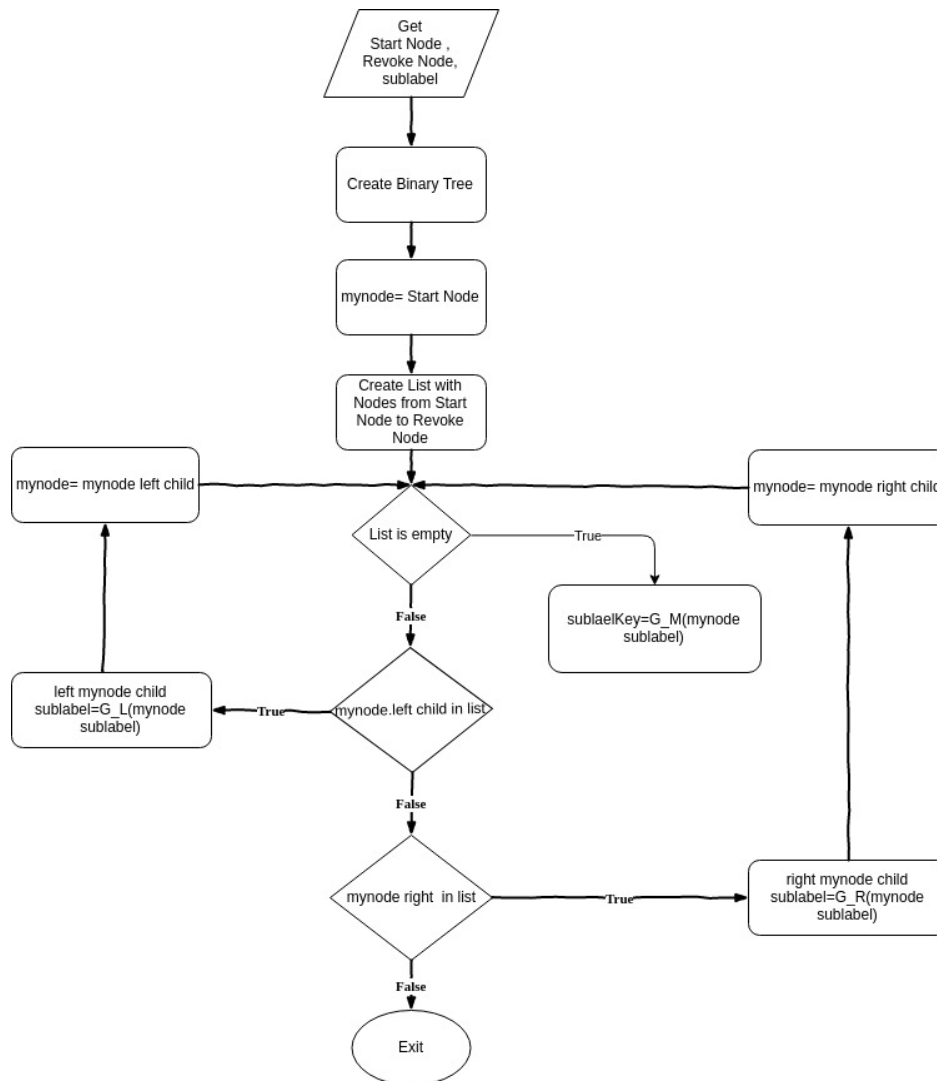 Get
Start Node ,
Revoke Node,
sublabel
Create Binary Tree
mynode= Start Node
Create List with
Nodes from Start
Node to Revoke
Node
mynode= mynode left child
mynode= mynode right child
List is empty
True
False
sublaelKey=G_M(mynode
sublabel)
left mynode child
sublabel=G_L(mynode
sublabel)
True
mynode.left child in list
False
mynode right  in list
True
right mynode child
sublabel=G_R(mynode
sublabel)
False
Exit